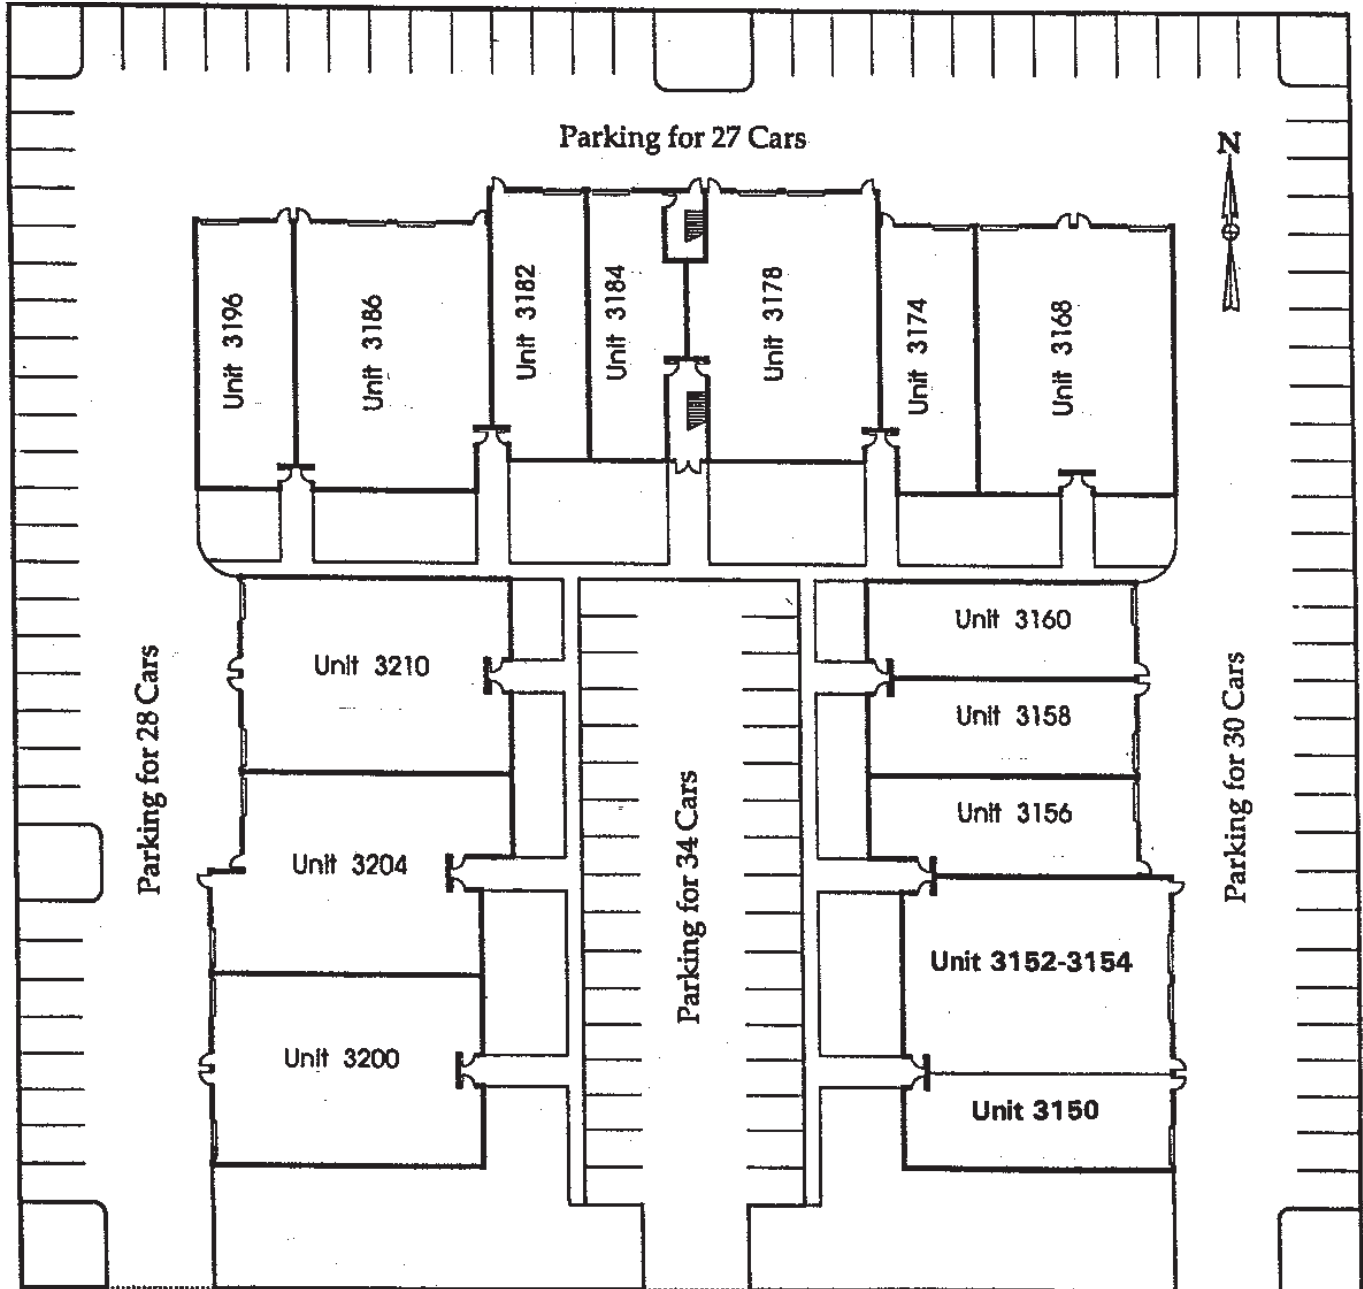 Parking for 27 Cars
N
Unit 3196
Unit 3186
Unit 3182
Unit 3184
Unit 3178
Unit 3174
Unit 3168
Parking for 28 Cars
Unit 3210
Unit 3204
Unit 3200
Parking for 34 Cars
Unit 3160
Unit 3158
Unit 3156
Unit 3152-3154
Unit 3150
Parking for 30 Cars